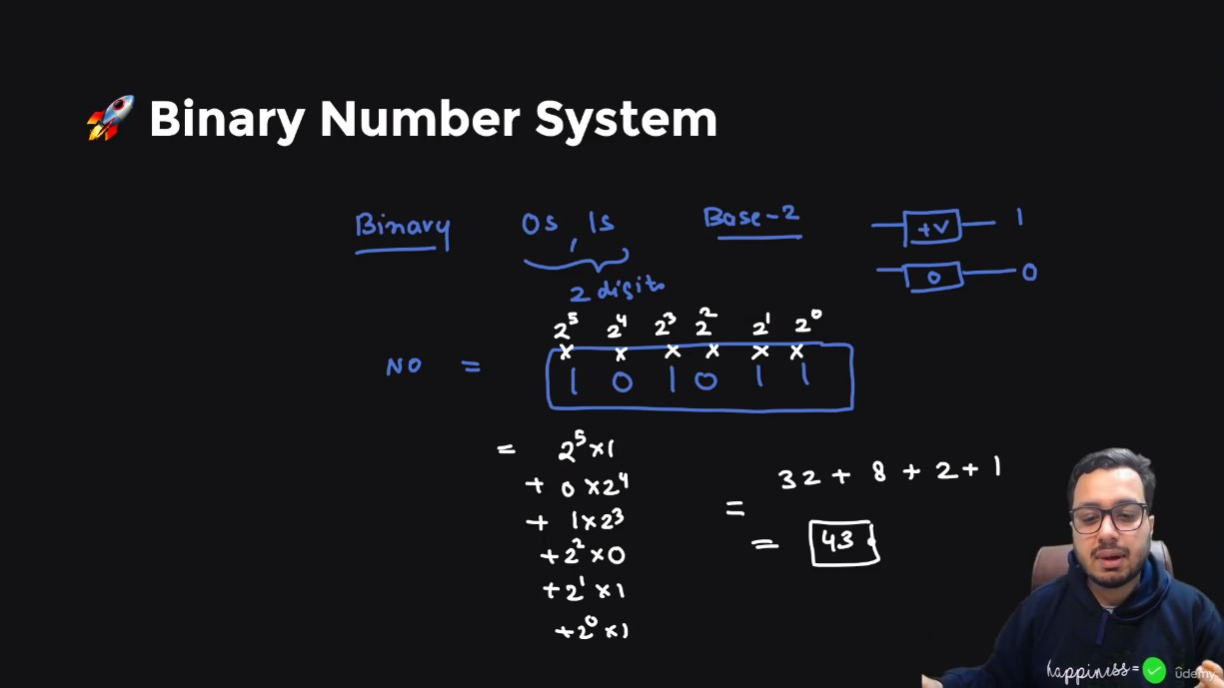 🚀 Binary Number System
Binary 0s, 1s Base-2 +V 1
0 0
2 digits
2⁵ 2⁴ 2³ 2² 2¹ 2⁰
× × × × × ×
NO = 1 0 1 0 1 1
= 2⁵×1
+ 0×2⁴
+ 1×2³
+2²×0
+2¹×1
+2⁰×1
= 32 + 8 + 2 + 1
= 43
happiness=
ûdemy